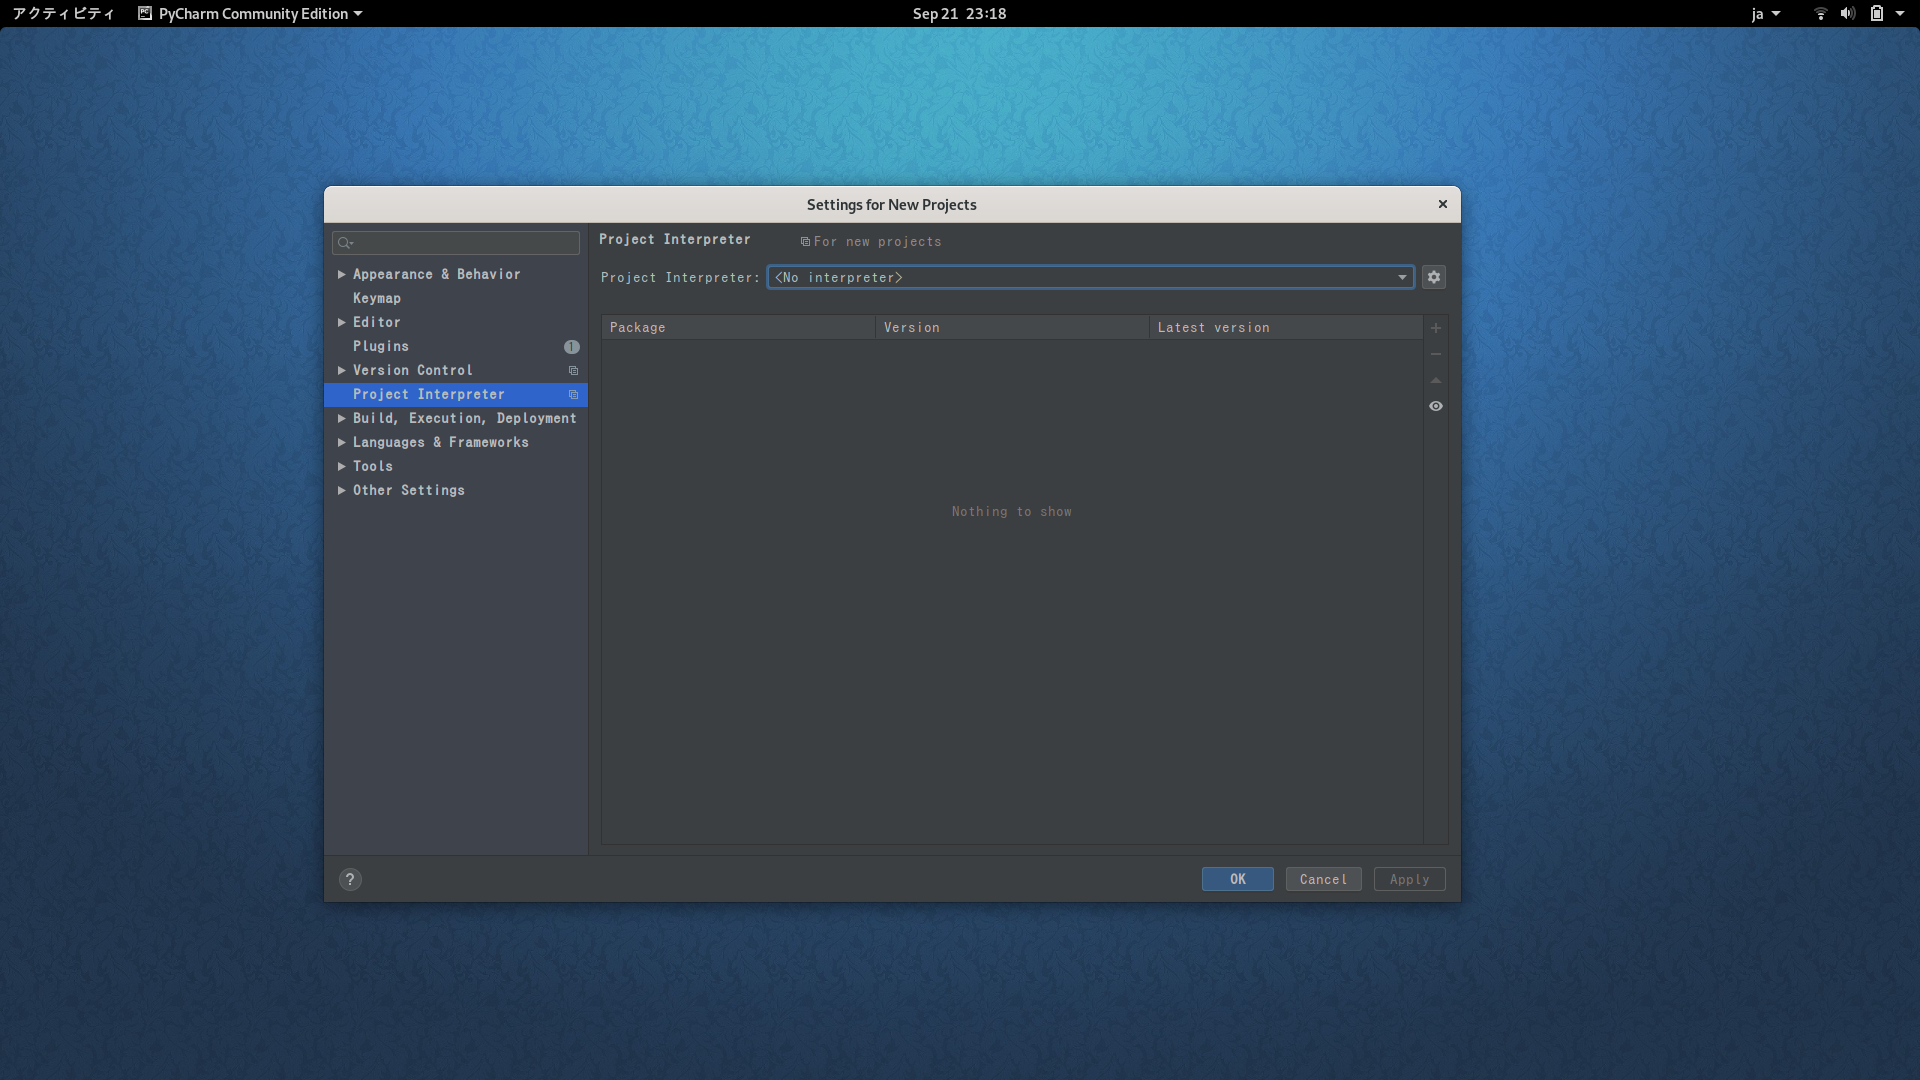 アクティビティ PyCharm Community Edition Sep 21 23:18 ja
Settings for New Projects
Project Interpreter For new projects
Project Interpreter: <No interpreter>
Appearance & Behavior
Keymap
Editor
Plugins 1
Version Control
Project Interpreter
Build, Execution, Deployment
Languages & Frameworks
Tools
Other Settings
Package Version Latest version
Nothing to show
? OK Cancel Apply